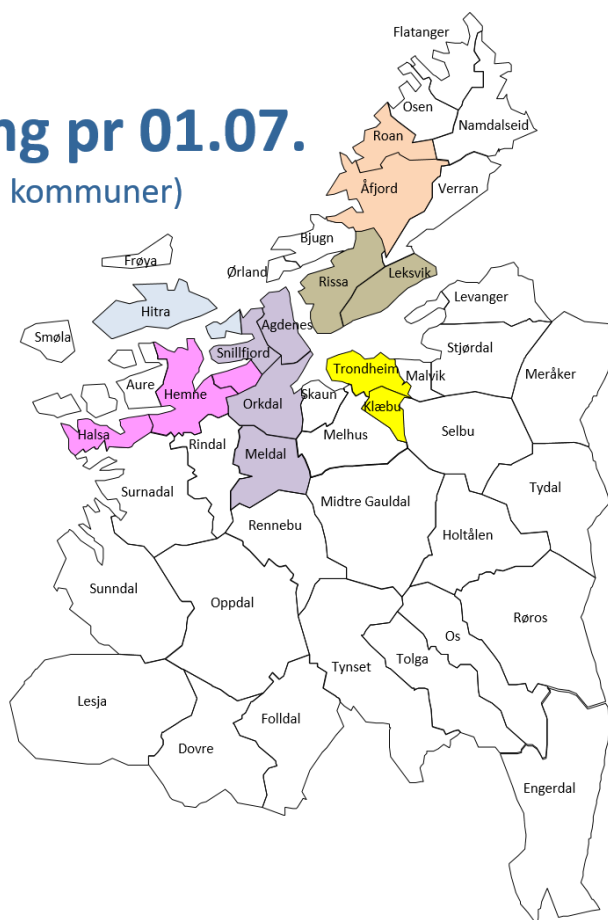 Flatanger
ng pr 01.07.
kommuner)
Osen
Namdalseid
Roan
Åfjord
Verran
Bjugn
Frøya
Ørland
Rissa
Leksvik
Levanger
Hitra
Agdenes
Smøla
Snillfjord
Stjørdal
Trondheim
Malvik
Meråker
Aure
Hemne
Orkdal
Skaun
Klæbu
Halsa
Rindal
Melhus
Selbu
Meldal
Surnadal
Midtre Gauldal
Tydal
Rennebu
Holtålen
Sunndal
Oppdal
Røros
Os
Tynset
Tolga
Lesja
Folldal
Dovre
Engerdal